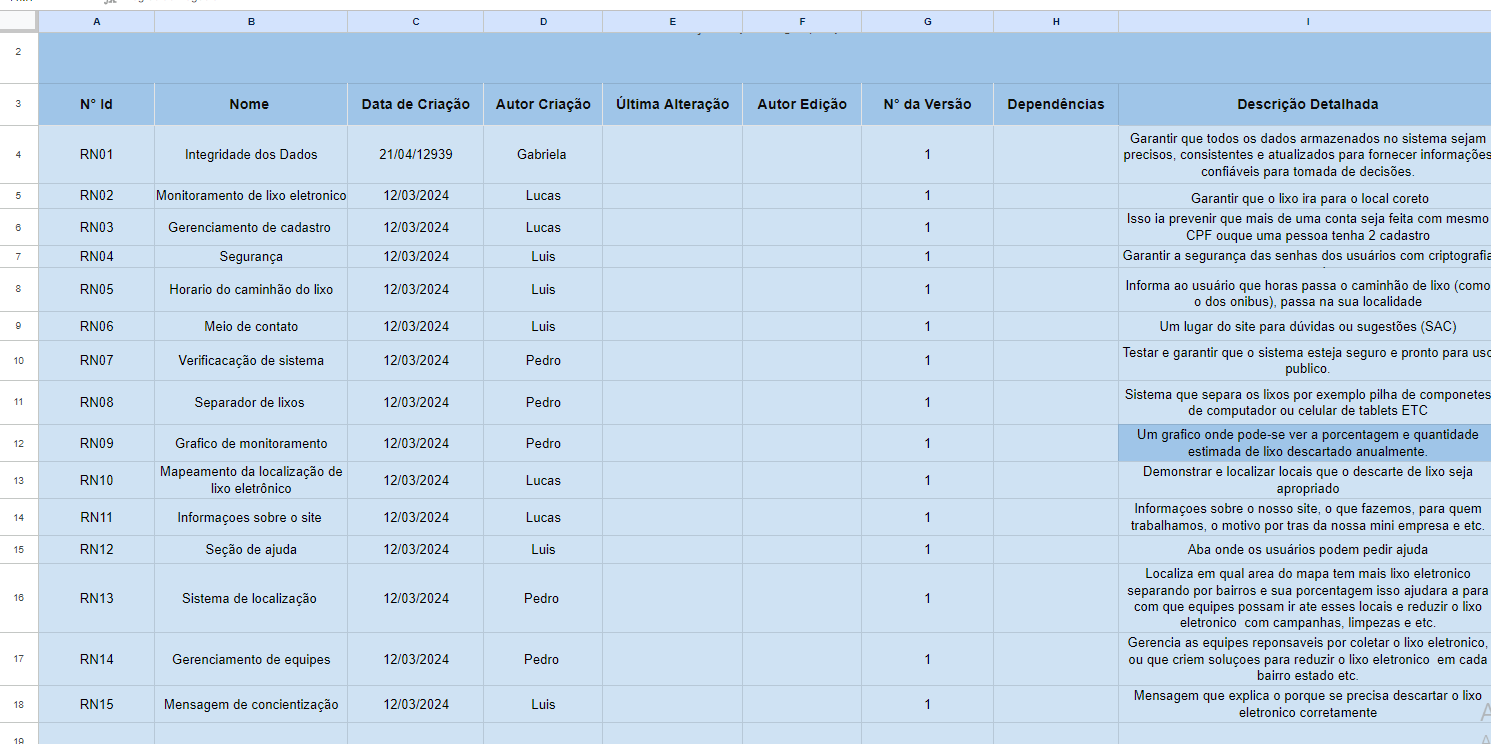 A B C D E F G H I
2
3 N° Id Nome Data de Criação Autor Criação Última Alteração Autor Edição N° da Versão Dependências Descrição Detalhada
Garantir que todos os dados armazenados no sistema sejam
4 RN01 Integridade dos Dados 21/04/12939 Gabriela 1 precisos, consistentes e atualizados para fornecer informações
confiáveis para tomada de decisões.
5 RN02 Monitoramento de lixo eletronico 12/03/2024 Lucas 1 Garantir que o lixo ira para o local coreto
Isso ia prevenir que mais de uma conta seja feita com mesmo
6 RN03 Gerenciamento de cadastro 12/03/2024 Lucas 1
CPF ouque uma pessoa tenha 2 cadastro
7 RN04 Segurança 12/03/2024 Luis 1 Garantir a segurança das senhas dos usuários com criptografia
Informa ao usuário que horas passa o caminhão de lixo (como
8 RN05 Horario do caminhão do lixo 12/03/2024 Luis 1
o dos onibus), passa na sua localidade
9 RN06 Meio de contato 12/03/2024 Luis 1 Um lugar do site para dúvidas ou sugestões (SAC)
Testar e garantir que o sistema esteja seguro e pronto para uso
10 RN07 Verificacação de sistema 12/03/2024 Pedro 1
publico.
Sistema que separa os lixos por exemplo pilha de componetes
11 RN08 Separador de lixos 12/03/2024 Pedro 1
de computador ou celular de tablets ETC
Um grafico onde pode-se ver a porcentagem e quantidade
12 RN09 Grafico de monitoramento 12/03/2024 Pedro 1
estimada de lixo descartado anualmente.
Mapeamento da localização de Demonstrar e localizar locais que o descarte de lixo seja
13 RN10 12/03/2024 Lucas 1
lixo eletrônico apropriado
Informaçoes sobre o nosso site, o que fazemos, para quem
14 RN11 Informaçoes sobre o site 12/03/2024 Lucas 1
trabalhamos, o motivo por tras da nossa mini empresa e etc.
15 RN12 Seção de ajuda 12/03/2024 Luis 1 Aba onde os usuários podem pedir ajuda
Localiza em qual area do mapa tem mais lixo eletronico
separando por bairros e sua porcentagem isso ajudara a para
16 RN13 Sistema de localização 12/03/2024 Pedro 1
com que equipes possam ir ate esses locais e reduzir o lixo
eletronico com campanhas, limpezas e etc.
Gerencia as equipes reponsaveis por coletar o lixo eletronico,
17 RN14 Gerenciamento de equipes 12/03/2024 Pedro 1 ou que criem soluçoes para reduzir o lixo eletronico em cada
bairro estado etc.
Mensagem que explica o porque se precisa descartar o lixo
18 RN15 Mensagem de concientização 12/03/2024 Luis 1
eletronico corretamente
19